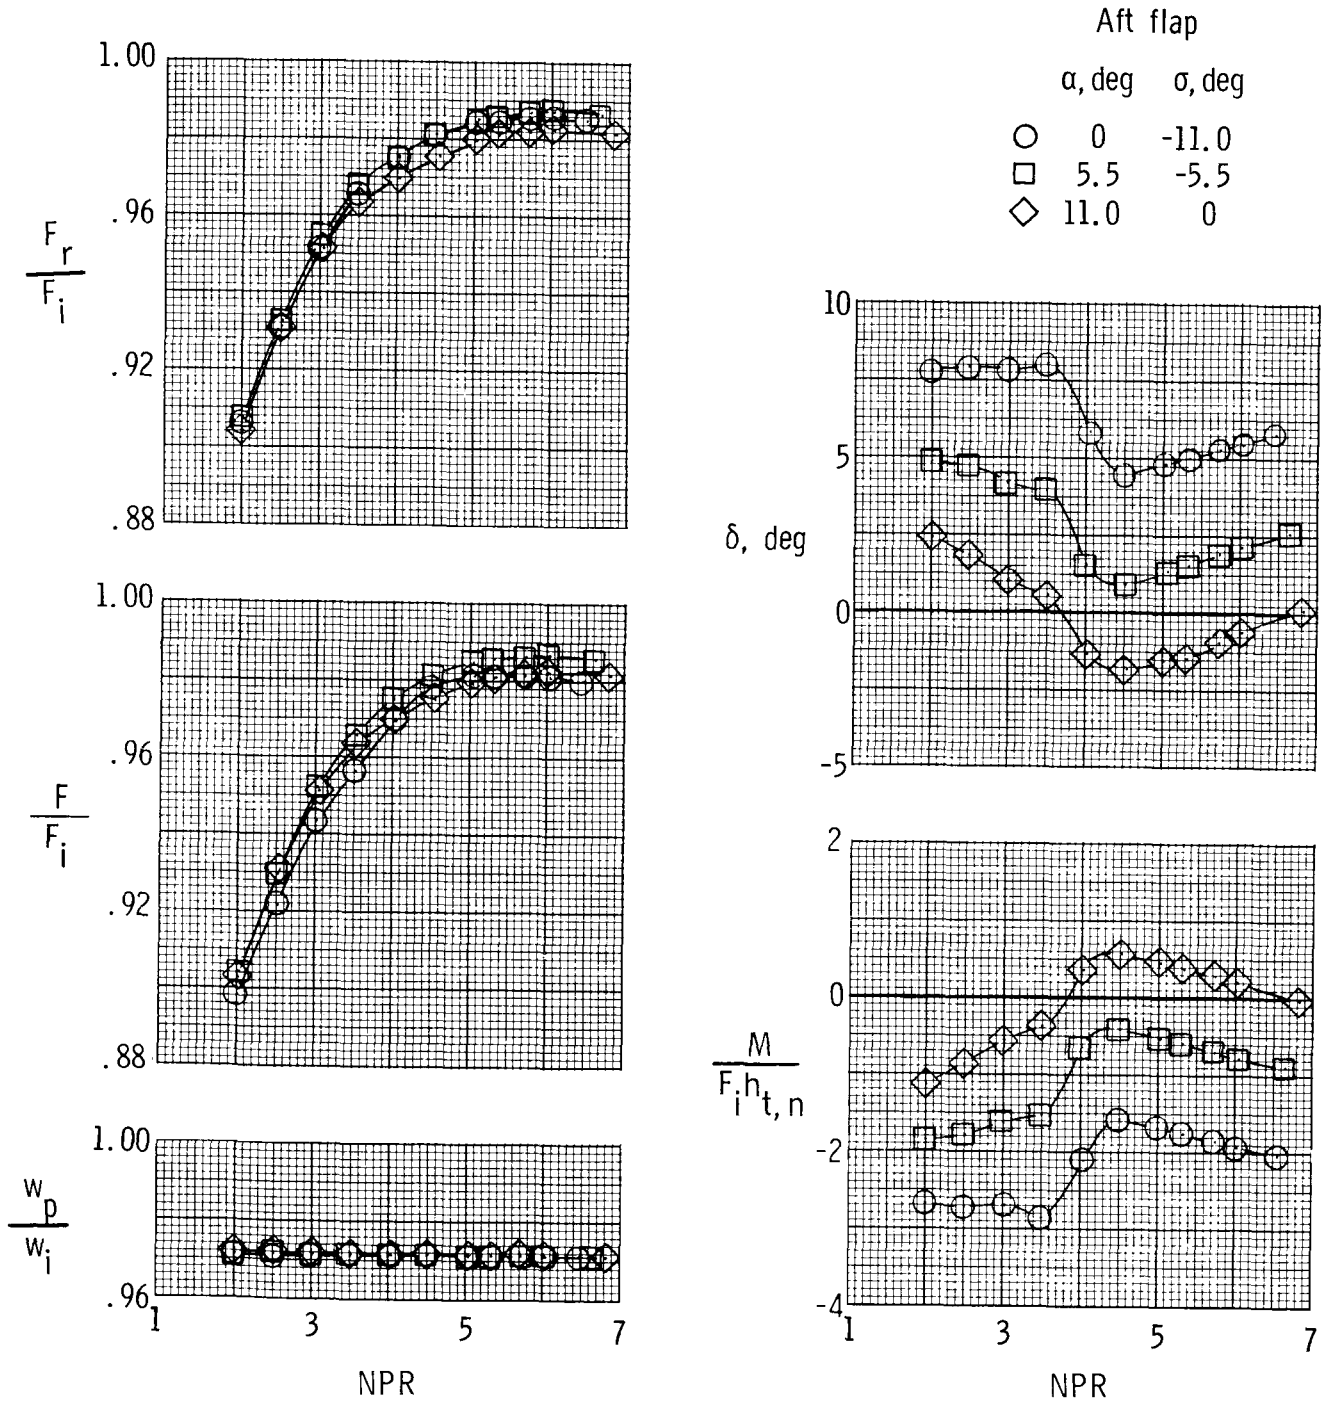 Aft flap
α, deg σ, deg
○ 0 -11.0
□ 5.5 -5.5
◇ 11.0 0
1.00
.96
.92
.88
F_r
F_i
1.00
.96
.92
.88
F
F_i
1.00
.96
w_p
w_i
1 3 5 7
NPR
10
5
0
-5
δ, deg
2
0
-2
-4
M
F_i h_t,n
1 3 5 7
NPR